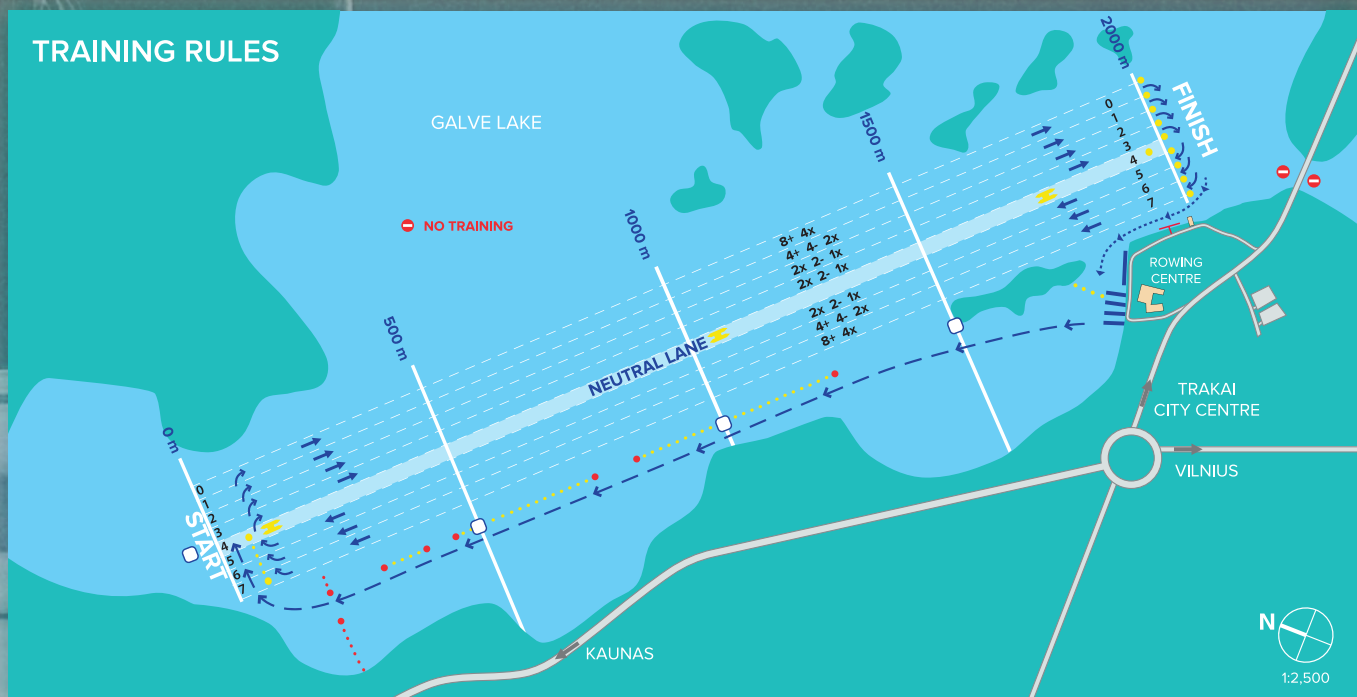 TRAINING RULES
GALVE LAKE
NO TRAINING
2000 m
FINISH
1500 m
1000 m
500 m
0 m
START
0
1
2
3
4
5
6
7
8+ 4x
4+ 4- 2x
2x 2- 1x
2x 2- 1x
NEUTRAL LANE
2x 2- 1x
4+ 4- 2x
8+ 4x
0
1
2
3
4
5
6
7
ROWING
CENTRE
TRAKAI
CITY CENTRE
VILNIUS
KAUNAS
N
1:2,500